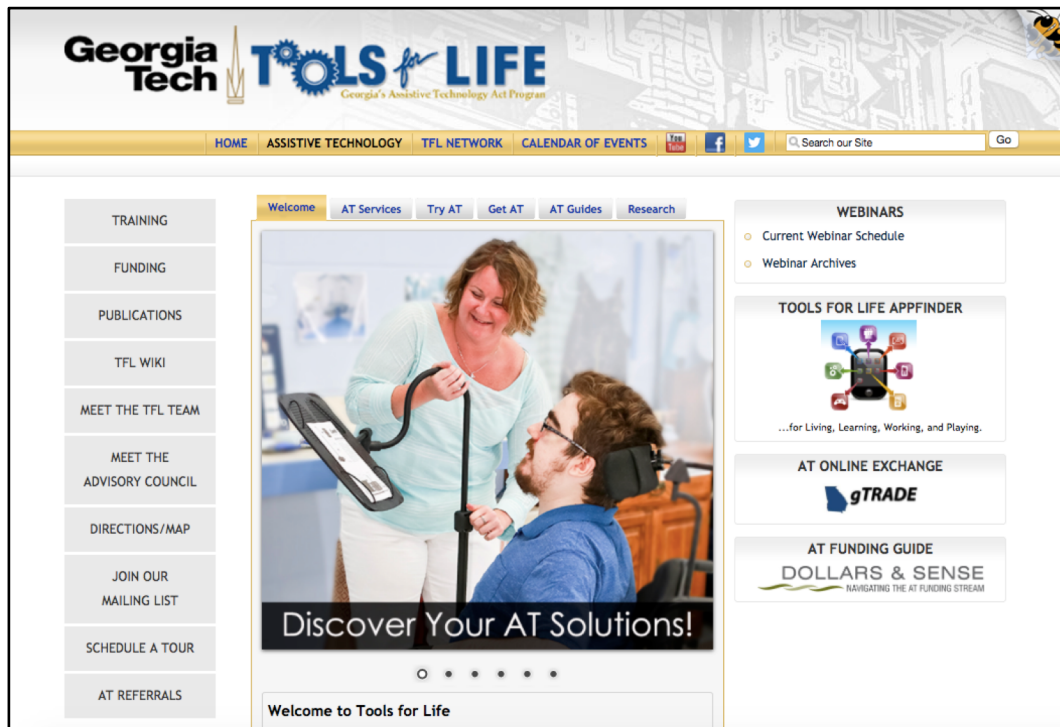 Georgia
Tech
TOOLS for LIFE
Georgia's Assistive Technology Act Program
HOME ASSISTIVE TECHNOLOGY TFL NETWORK CALENDAR OF EVENTS You Tube f Search our Site Go
TRAINING
FUNDING
PUBLICATIONS
TFL WIKI
MEET THE TFL TEAM
MEET THE
ADVISORY COUNCIL
DIRECTIONS/MAP
JOIN OUR
MAILING LIST
SCHEDULE A TOUR
AT REFERRALS
Welcome AT Services Try AT Get AT AT Guides Research
Discover Your AT Solutions!
Welcome to Tools for Life
WEBINARS
Current Webinar Schedule
Webinar Archives
TOOLS FOR LIFE APPFINDER
...for Living, Learning, Working, and Playing.
AT ONLINE EXCHANGE
gTRADE
AT FUNDING GUIDE
DOLLARS & SENSE
NAVIGATING THE AT FUNDING STREAM